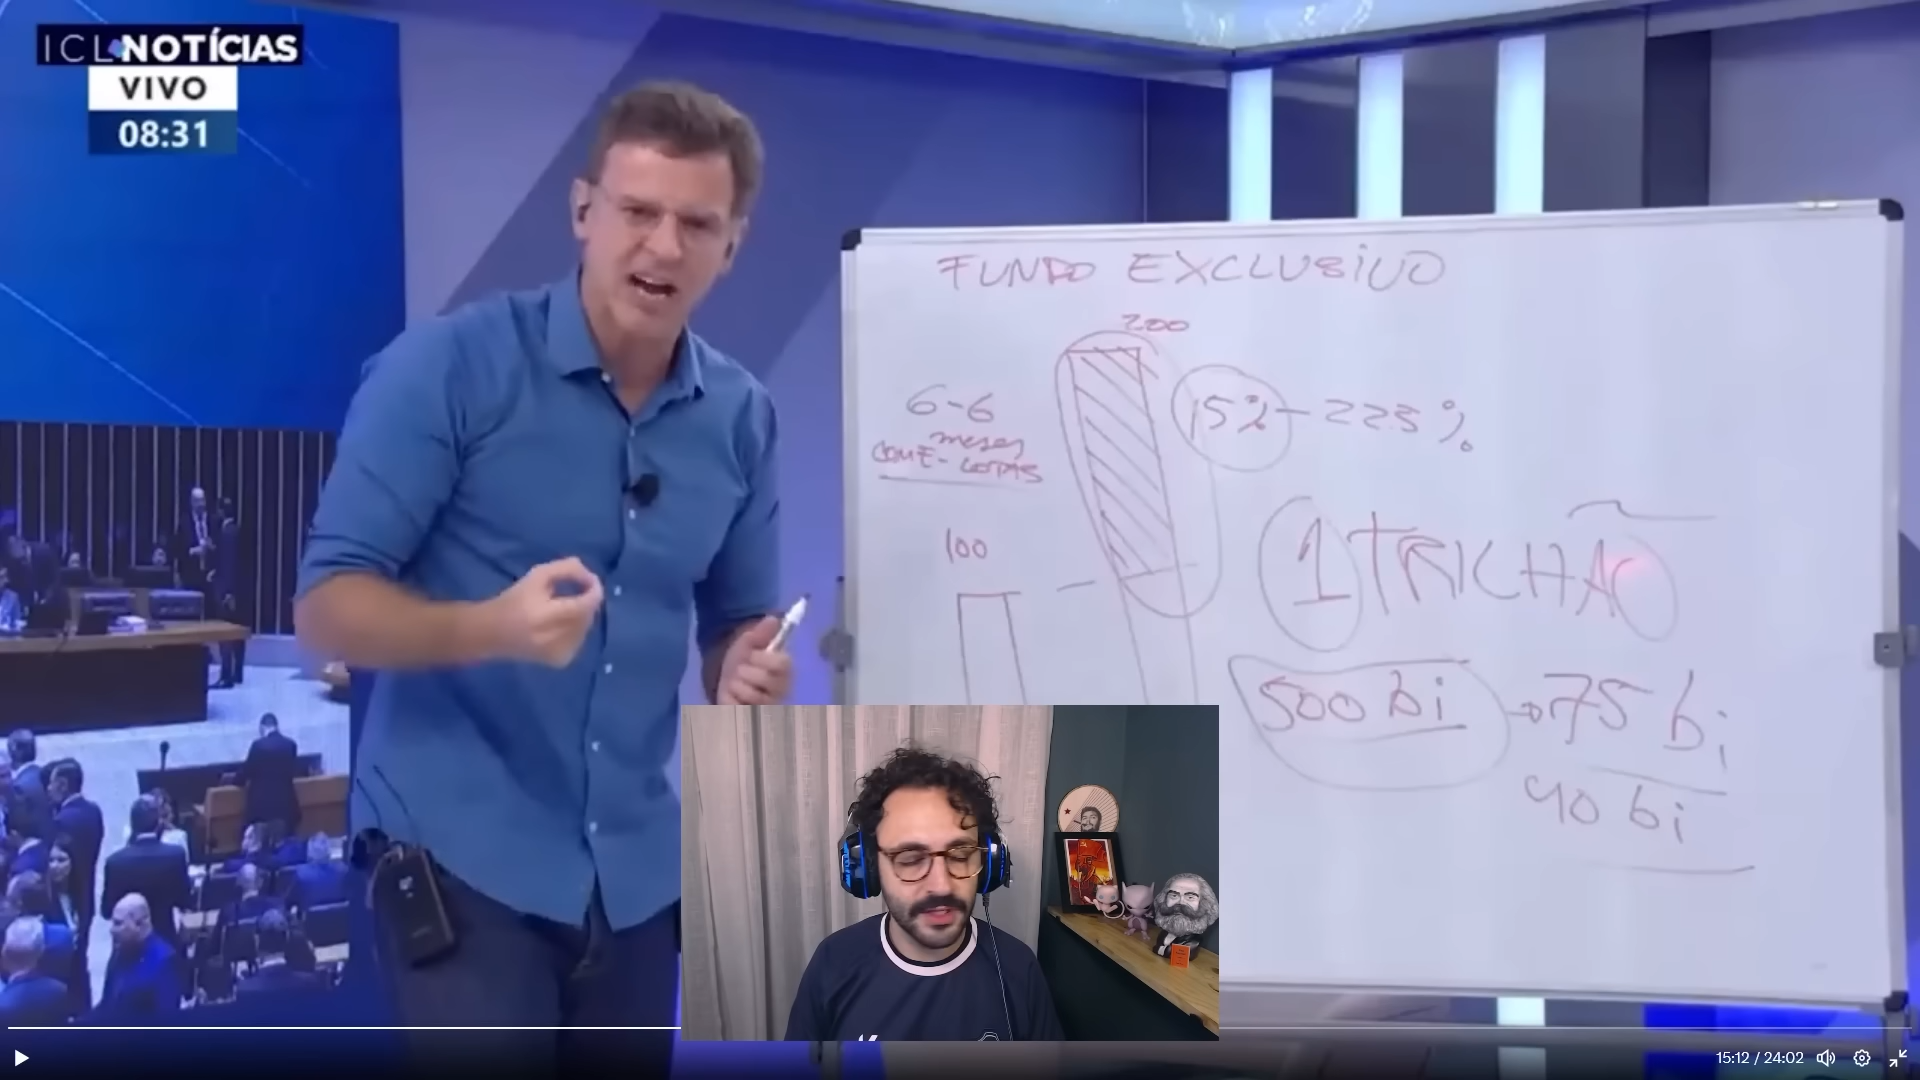 ICL NOTÍCIAS
VIVO
08:31
FUNDO EXCLUSIVO
200
6-6
meses
COME-COTAS
15% - 22.5%
100
1 TRILHÃO
500 bi → 75 bi
40 bi
15:12 / 24:02